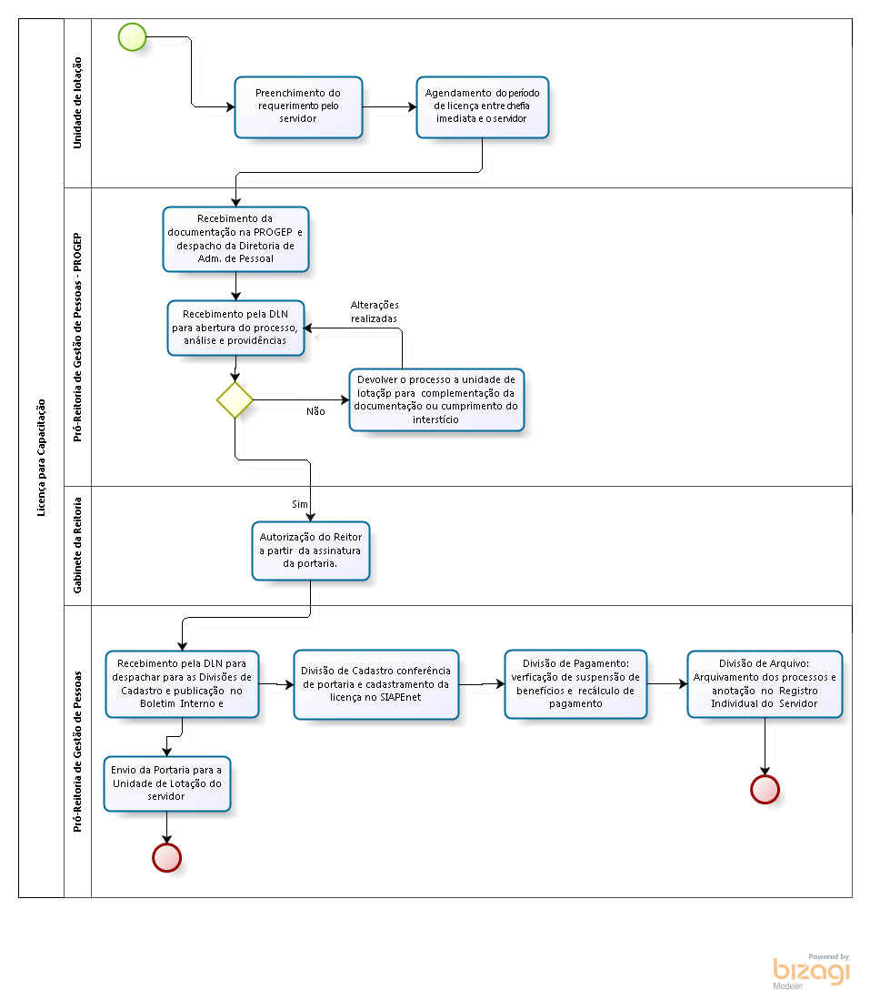 Licença para Capacitação
Unidade de lotação
Preenchimento do
requerimento pelo
servidor
Agendamento do período
de licença entre chefia
imediata e o servidor
Pró-Reitoria de Gestão de Pessoas - PROGEP
Recebimento da
documentação na PROGEP e
despacho da Diretoria de
Adm. de Pessoal
Recebimento pela DLN
para abertura do processo,
análise e providências
Alterações
realizadas
Devolver o processo a unidade de
lotaçãp para complementação da
documentação ou cumprimento do
interstício
Não
Sim
Gabinete da Reitoria
Autorização do Reitor
a partir da assinatura
da portaria.
Pró-Reitoria de Gestão de Pessoas
Recebimento pela DLN para
despachar para as Divisões de
Cadastro e publicação no
Boletim Interno e
Divisão de Cadastro conferência
de portaria e cadastramento da
licença no SIAPEnet
Divisão de Pagamento:
verficação de suspensão de
benefícios e recálculo de
pagamento
Divisão de Arquivo:
Arquivamento dos processos e
anotação no Registro
Individual do Servidor
Envio da Portaria para a
Unidade de Lotação do
servidor
Powered by
bizagi
Modeler